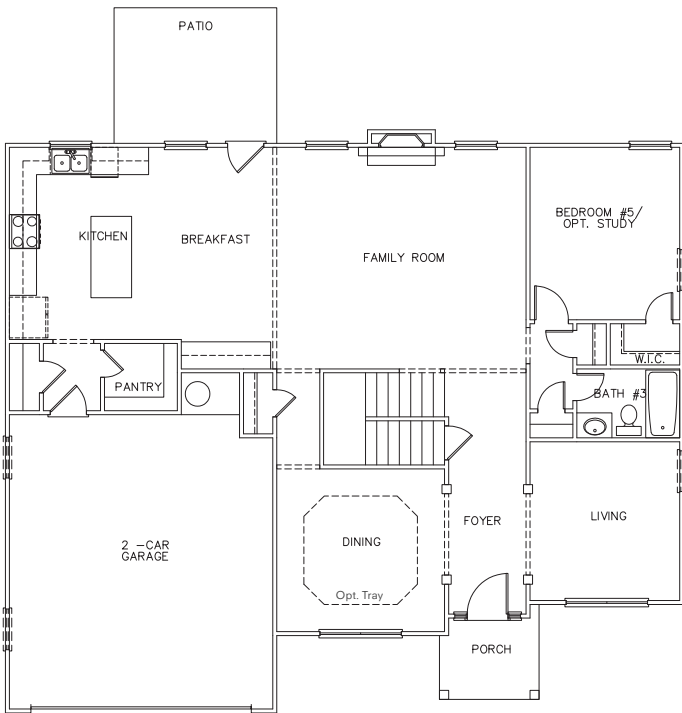 PATIO
BEDROOM #5/
OPT. STUDY
KITCHEN
BREAKFAST
FAMILY ROOM
W.I.C.
PANTRY
BATH #3
LIVING
FOYER
DINING
2 -CAR
GARAGE
Opt. Tray
PORCH